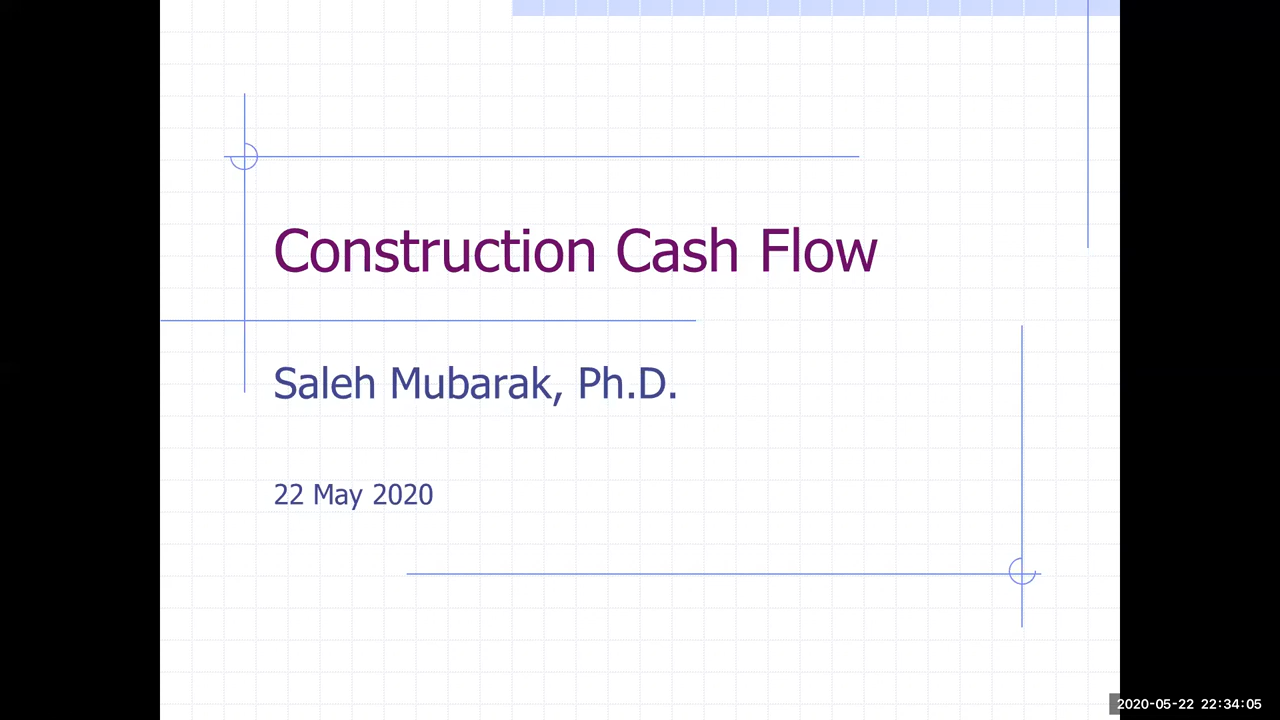 Construction Cash Flow
Saleh Mubarak, Ph.D.
22 May 2020
2020-05-22 22:34:05